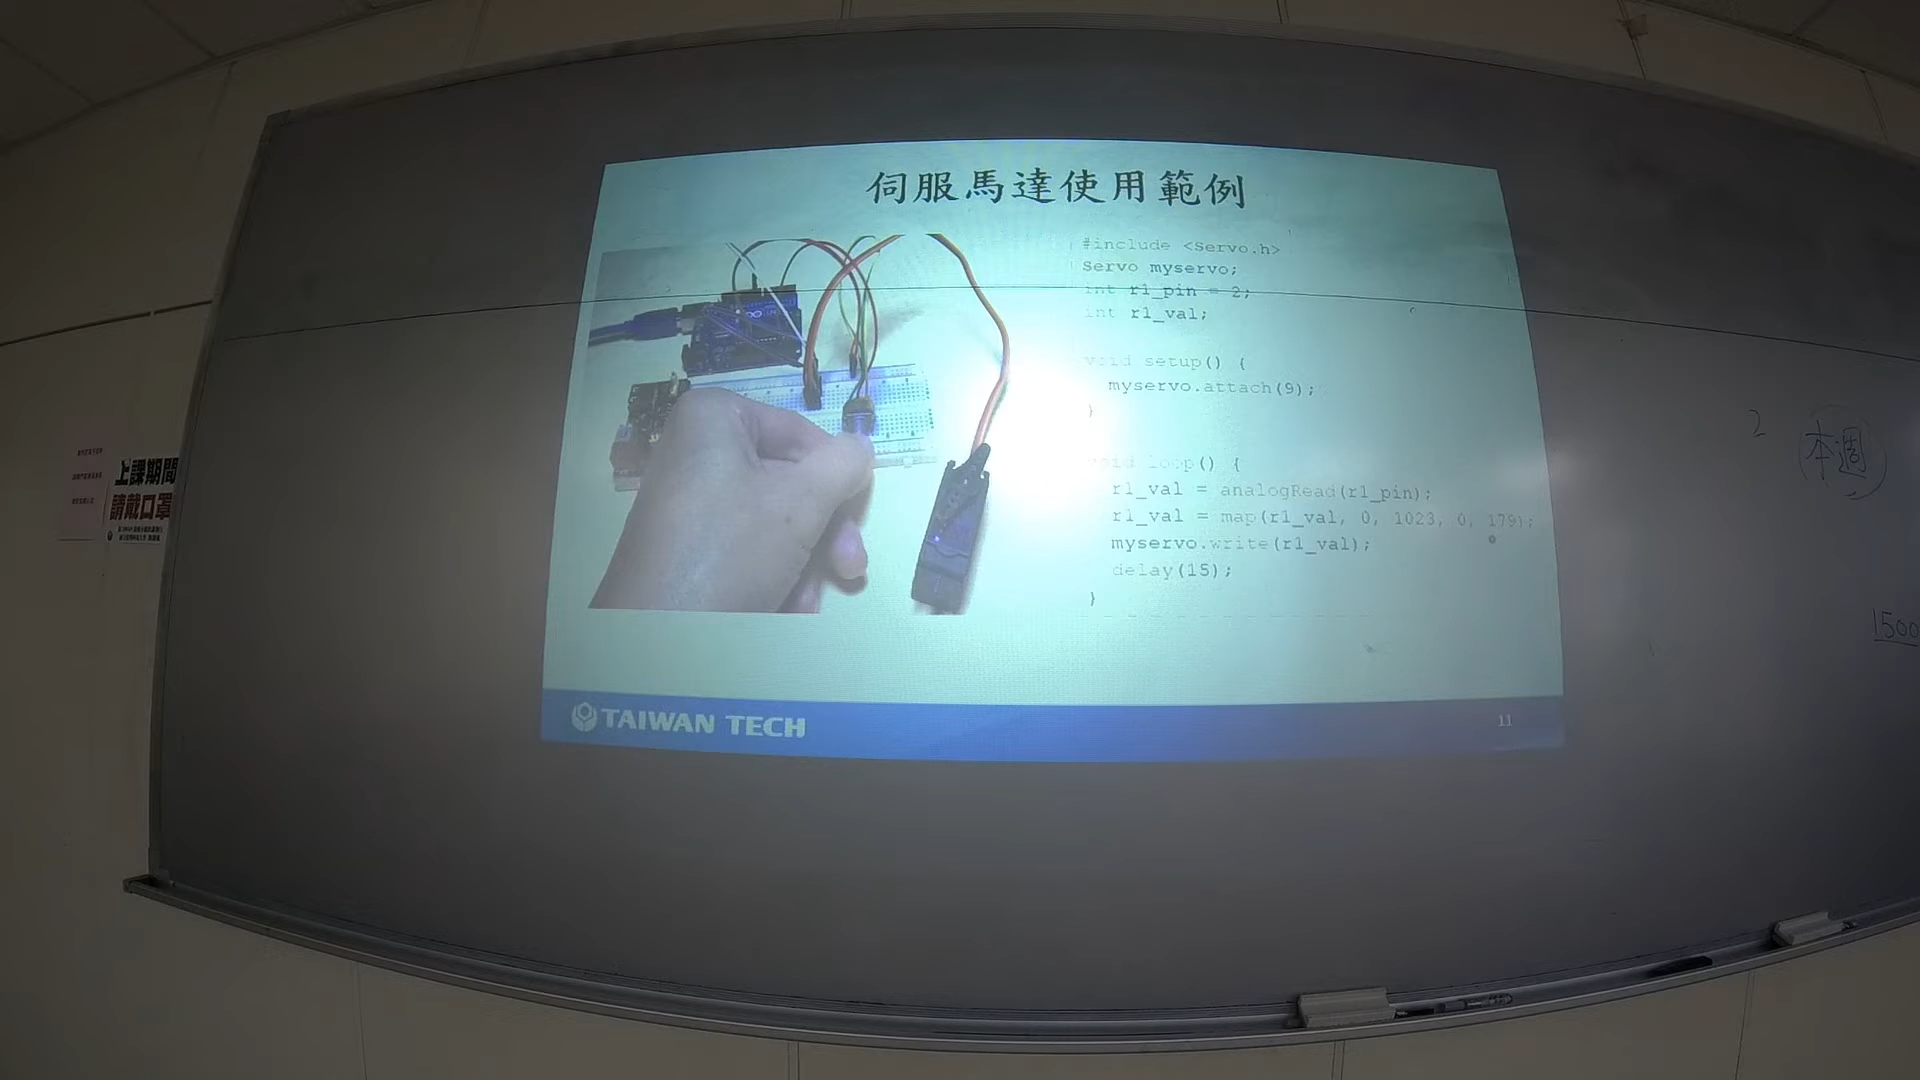 伺服馬達使用範例
#include <Servo.h>
Servo myservo;
int r1_pin = 2;
int r1_val;
void setup() {
myservo.attach(9);
}
void loop() {
r1_val = analogRead(r1_pin);
r1_val = map(r1_val, 0, 1023, 0, 179);
myservo.write(r1_val);
delay(15);
}
TAIWAN TECH
11
上課期間
請戴口罩
2
本週
1500